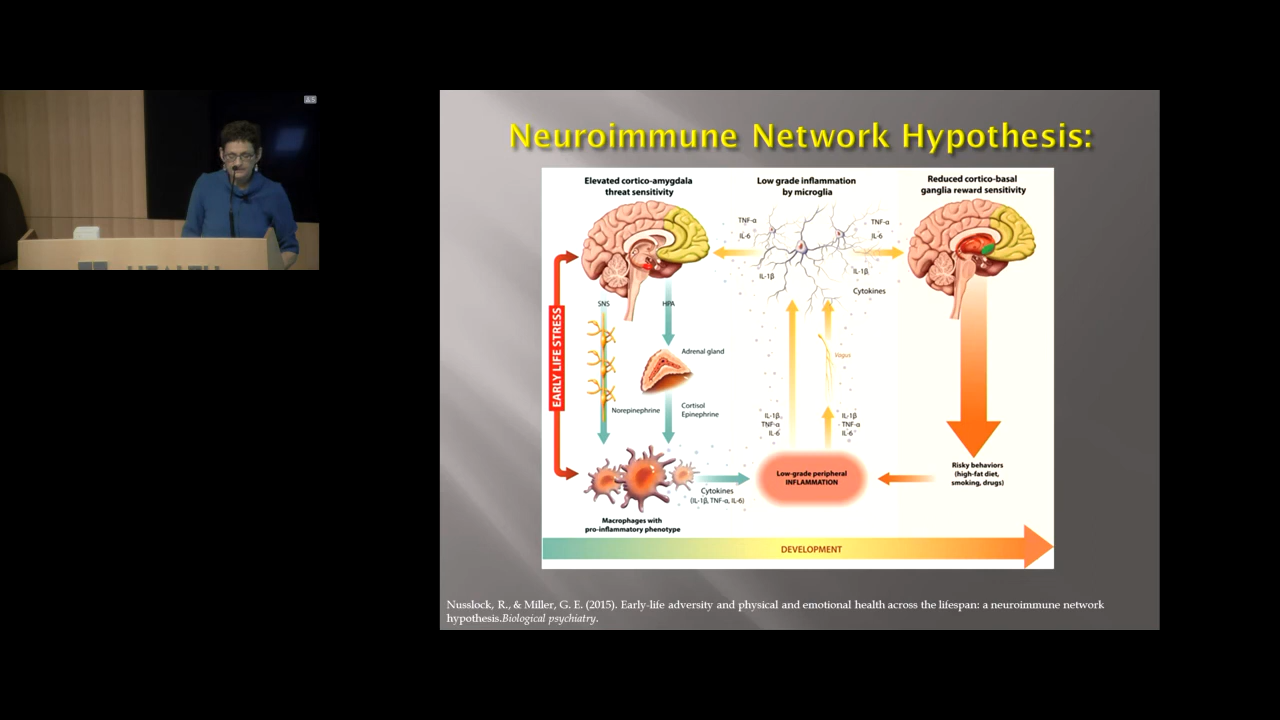 Neuroimmune Network Hypothesis:
Elevated cortico-amygdala
threat sensitivity
Low grade inflammation
by microglia
Reduced cortico-basal
ganglia reward sensitivity
TNF-α
IL-6
TNF-α
IL-6
IL-1β
IL-1β
Cytokines
SNS
HPA
EARLY LIFE STRESS
Adrenal gland
Vagus
Norepinephrine
Cortisol
Epinephrine
IL-1β,
TNF-α
IL-6
IL-1β
TNF-α
IL-6
Low-grade peripheral
INFLAMMATION
Risky behaviors
(high-fat diet,
smoking, drugs)
Cytokines
(IL-1β, TNF-α, IL-6)
Macrophages with
pro-inflammatory phenotype
DEVELOPMENT
Nusslock, R., & Miller, G. E. (2015). Early-life adversity and physical and emotional health across the lifespan: a neuroimmune network
hypothesis.Biological psychiatry.